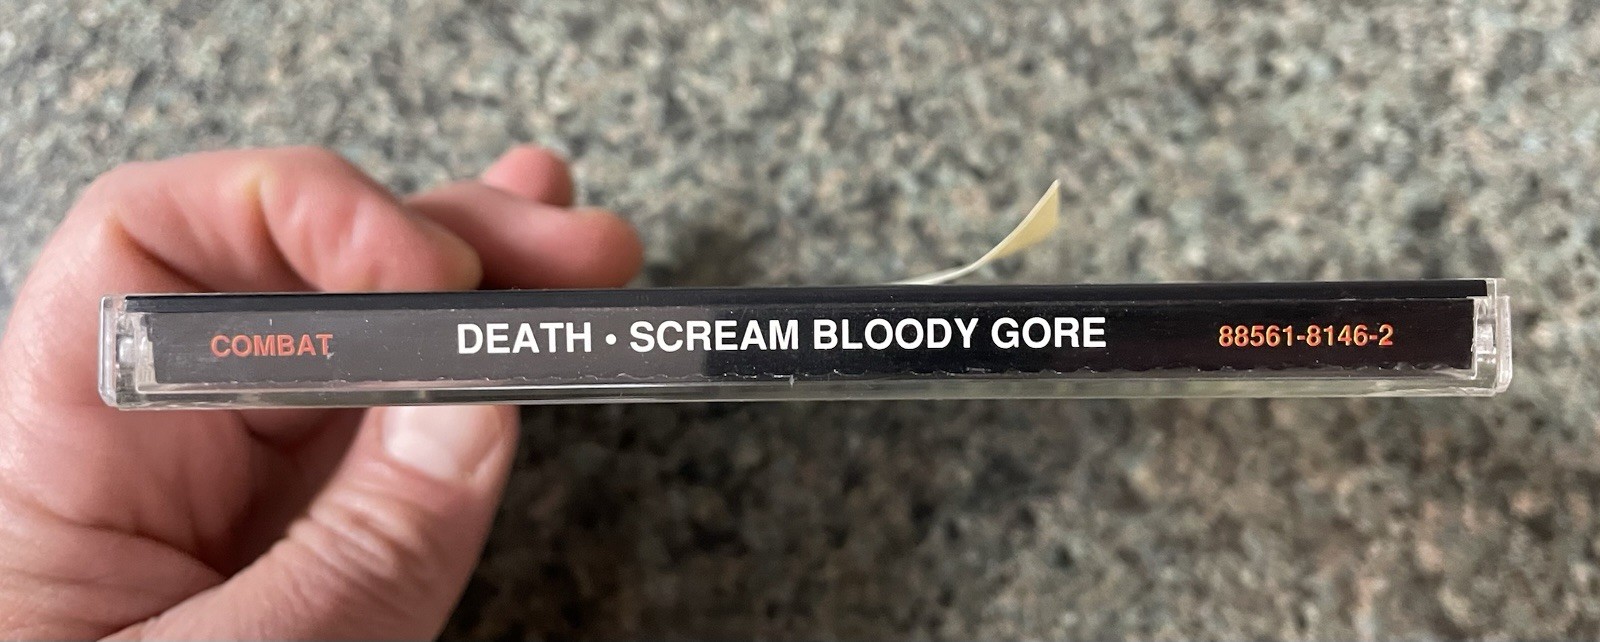 COMBAT DEATH • SCREAM BLOODY GORE 88561-8146-2